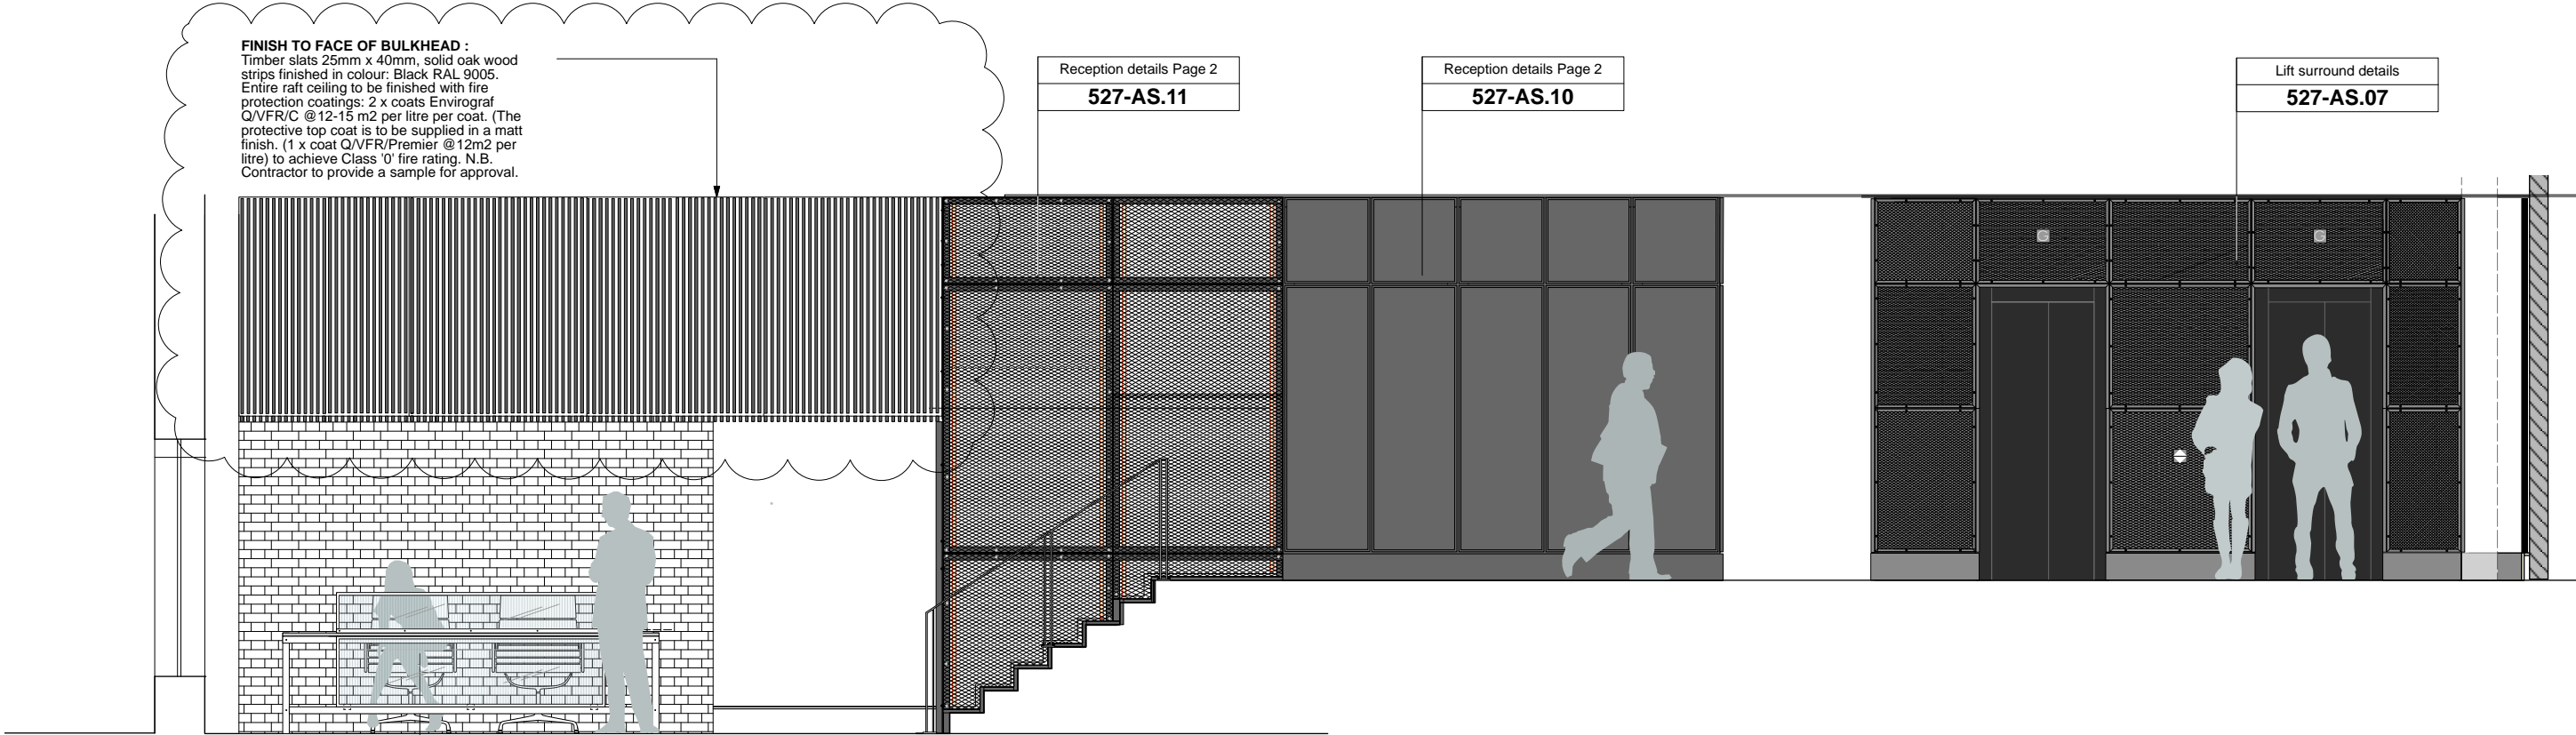 FINISH TO FACE OF BULKHEAD :
Timber slats 25mm x 40mm, solid oak wood
strips finished in colour: Black RAL 9005.
Entire raft ceiling to be finished with fire
protection coatings: 2 x coats Envirograf
Q/VFR/C @12-15 m2 per litre per coat. (The
protective top coat is to be supplied in a matt
finish. (1 x coat Q/VFR/Premier @12m2 per
litre) to achieve Class '0' fire rating. N.B.
Contractor to provide a sample for approval.
Reception details Page 2
527-AS.11
Reception details Page 2
527-AS.10
Lift surround details
527-AS.07
G
G